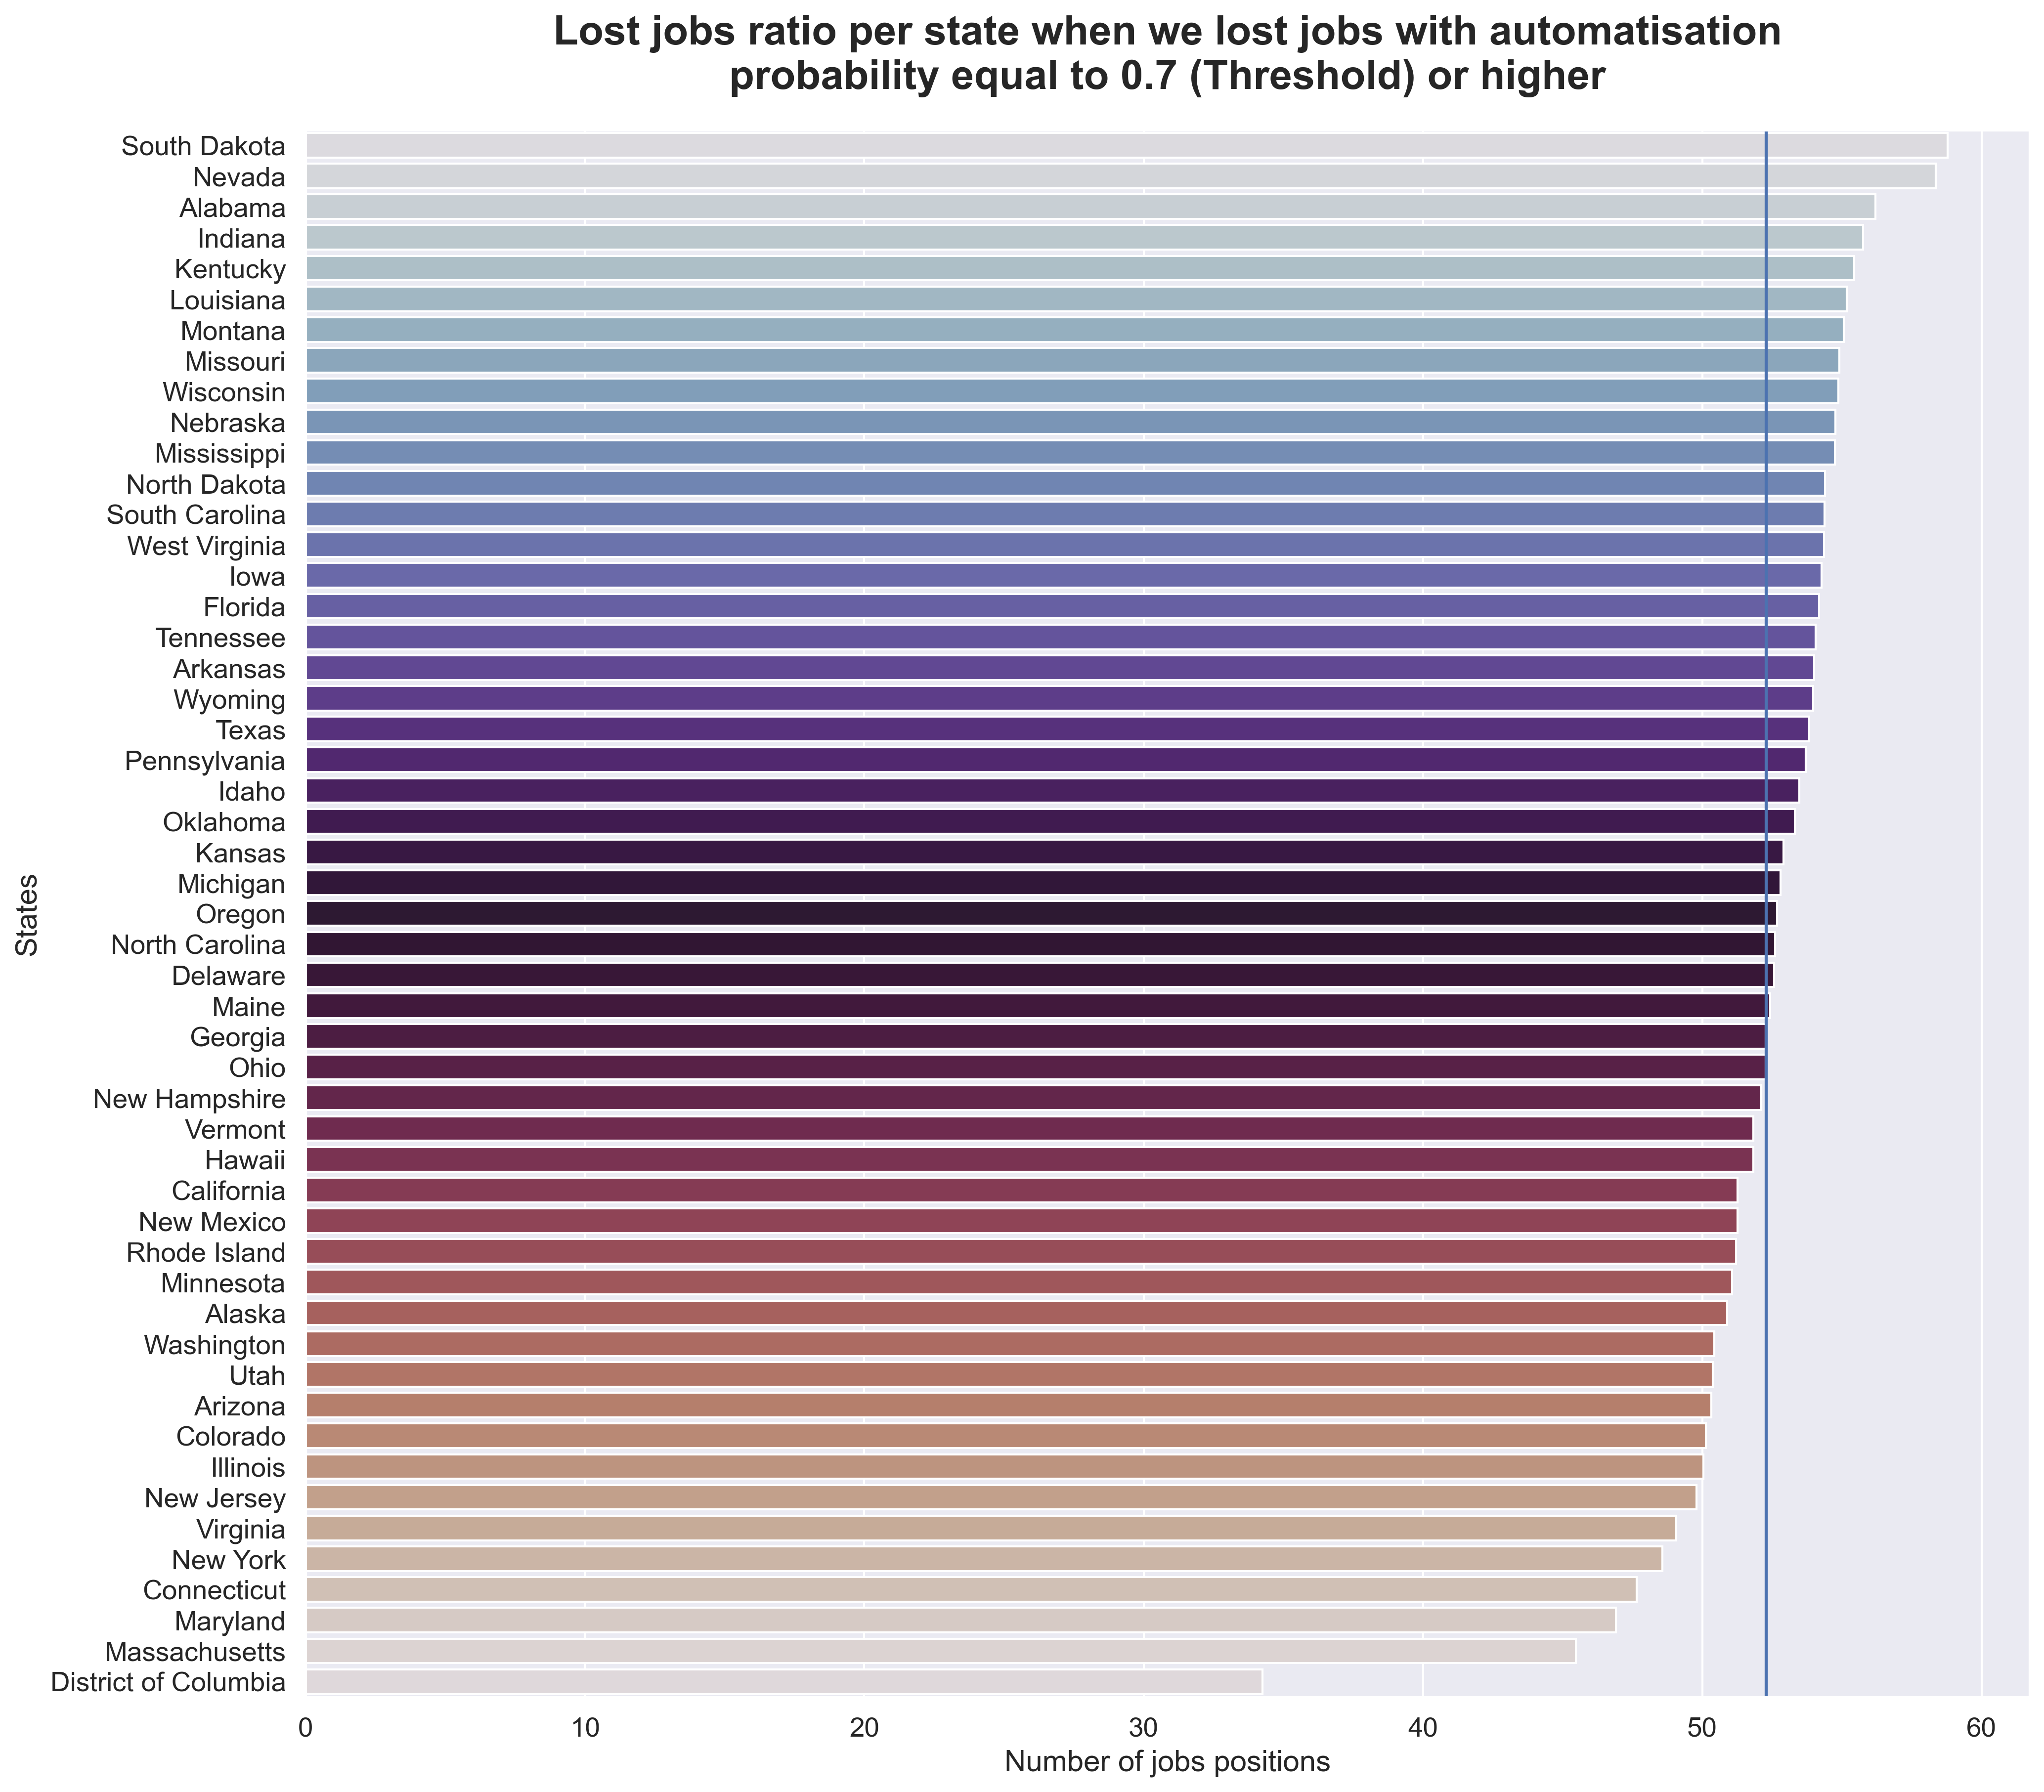 Lost jobs ratio per state when we lost jobs with automatisation
probability equal to 0.7 (Threshold) or higher
South Dakota
Nevada
Alabama
Indiana
Kentucky
Louisiana
Montana
Missouri
Wisconsin
Nebraska
Mississippi
North Dakota
South Carolina
West Virginia
Iowa
Florida
Tennessee
Arkansas
Wyoming
Texas
Pennsylvania
Idaho
Oklahoma
Kansas
Michigan
Oregon
North Carolina
Delaware
Maine
Georgia
Ohio
New Hampshire
Vermont
Hawaii
California
New Mexico
Rhode Island
Minnesota
Alaska
Washington
Utah
Arizona
Colorado
Illinois
New Jersey
Virginia
New York
Connecticut
Maryland
Massachusetts
District of Columbia
States
0 10 20 30 40 50 60
Number of jobs positions